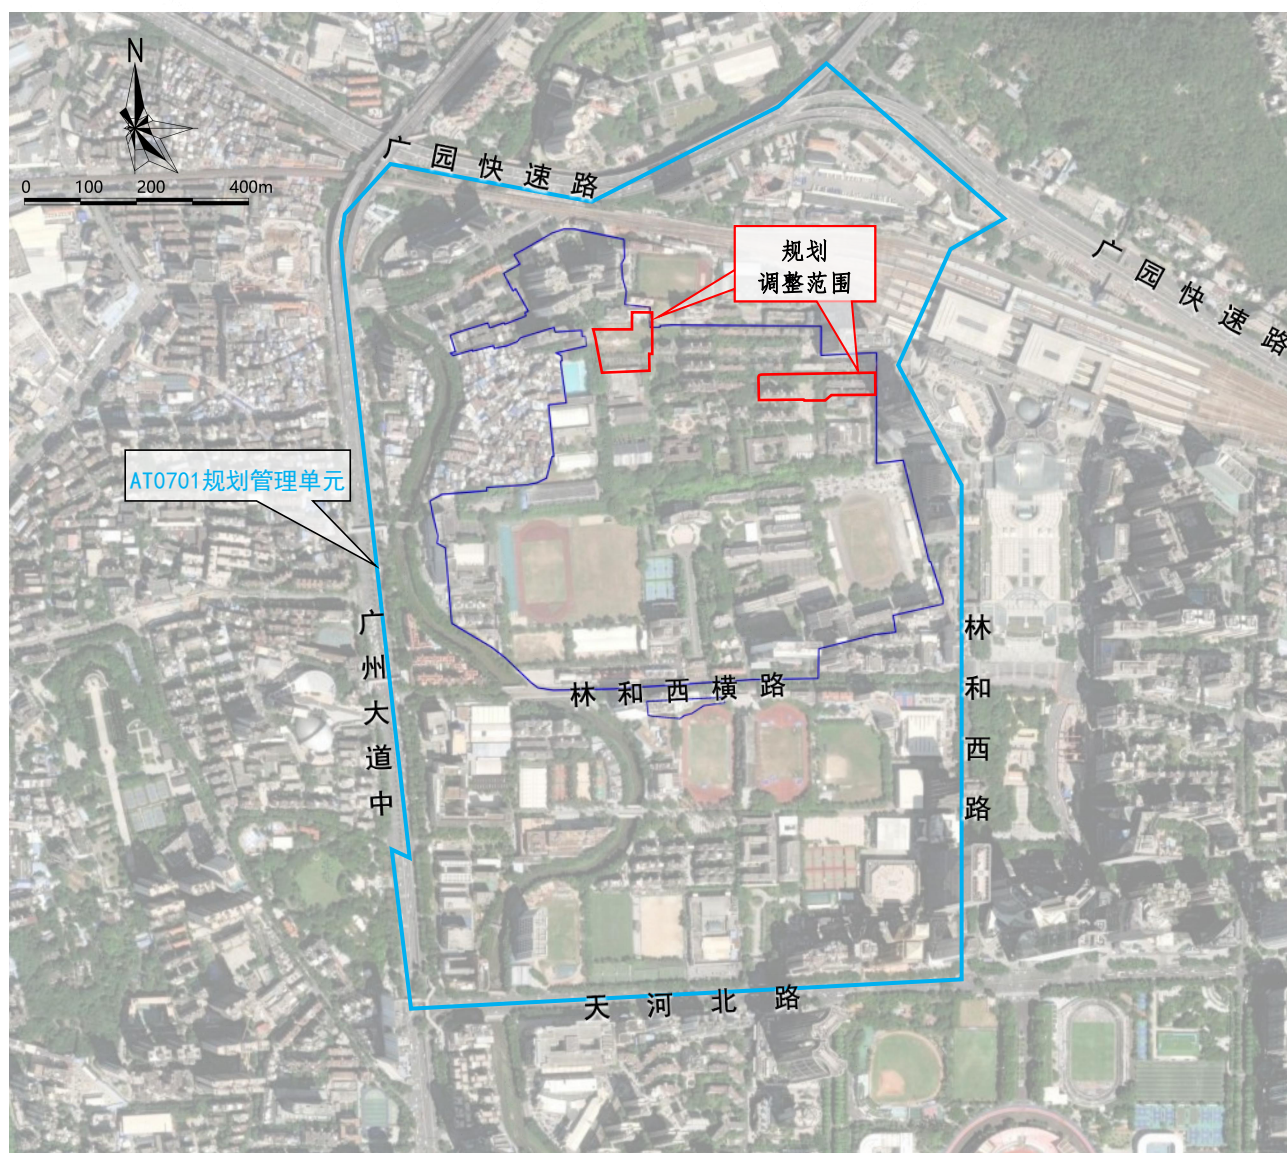 N
0 100 200 400m
广园快速路
规划
调整范围
广园快速路
AT0701规划管理单元
广州大道中
林和西横路
林和西路
天河北路